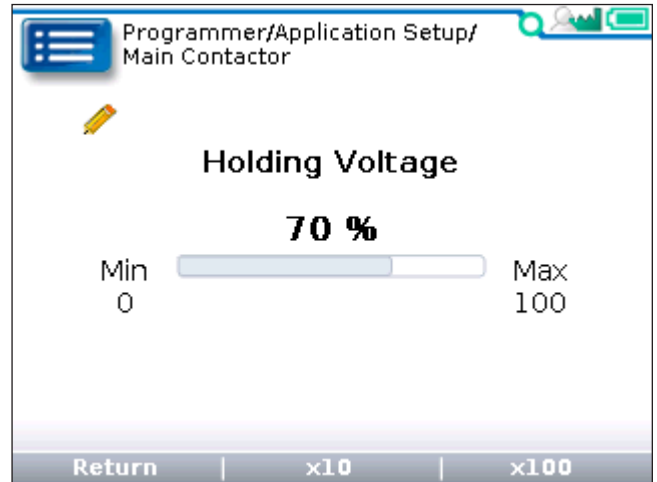 Programmer/Application Setup/
Main Contactor
Holding Voltage
70 %
Min Max
0 100
Return | x10 | x100